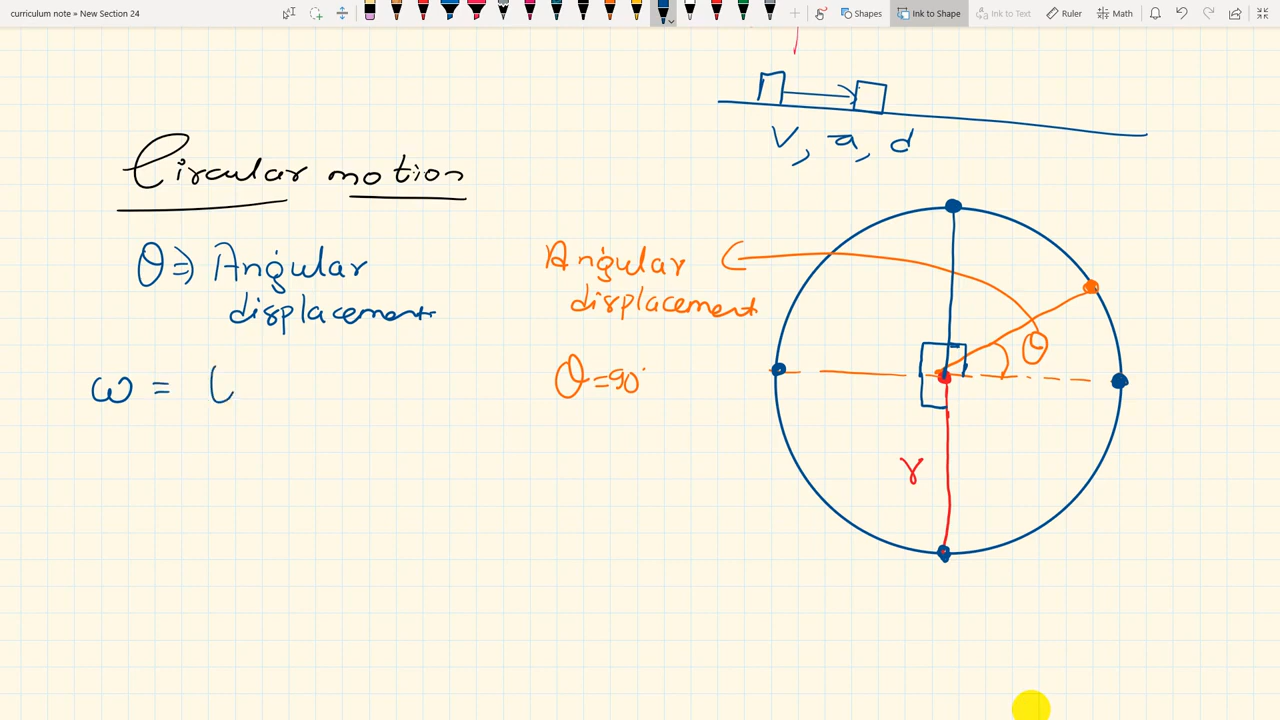 curriculum note » New Section 24
Shapes
Ink to Shape
Ink to Text
Ruler
Math
V, a, d
Circular motion
θ ⇒ Angular
displacement
Angular
displacement
θ
θ=90°
ω =
r